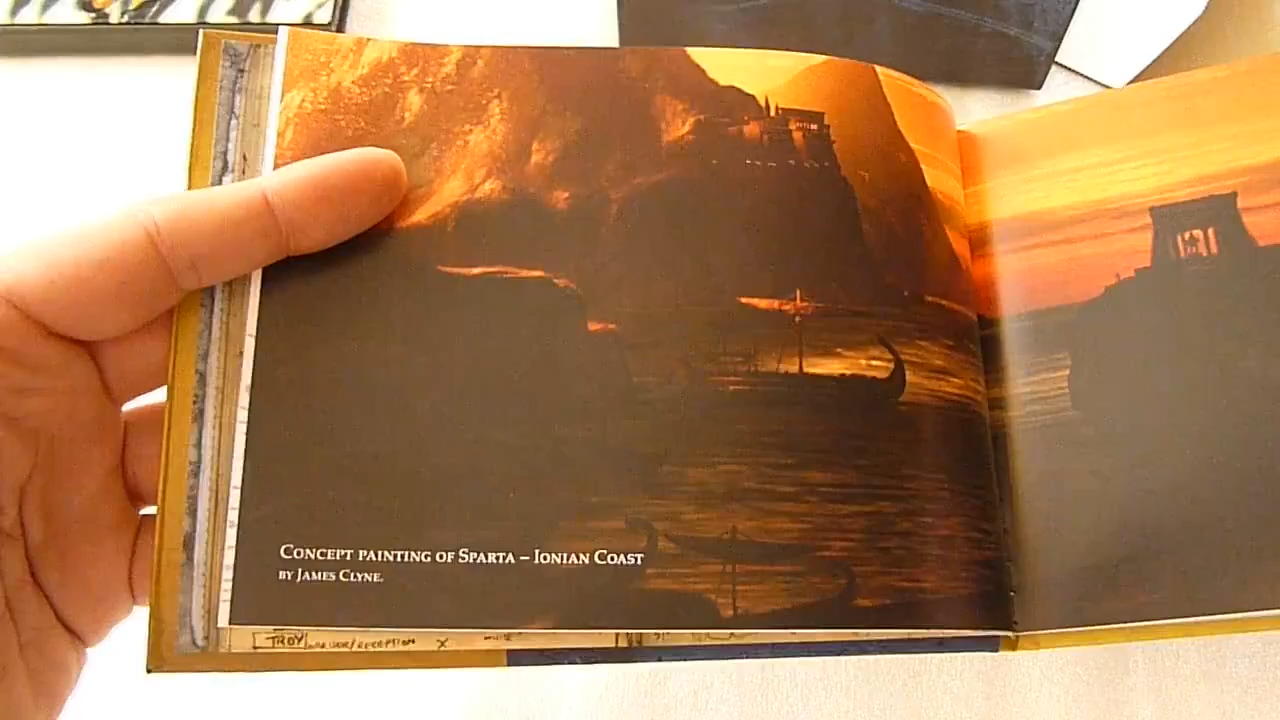 CONCEPT PAINTING OF SPARTA – IONIAN COAST
BY JAMES CLYNE.
TROY